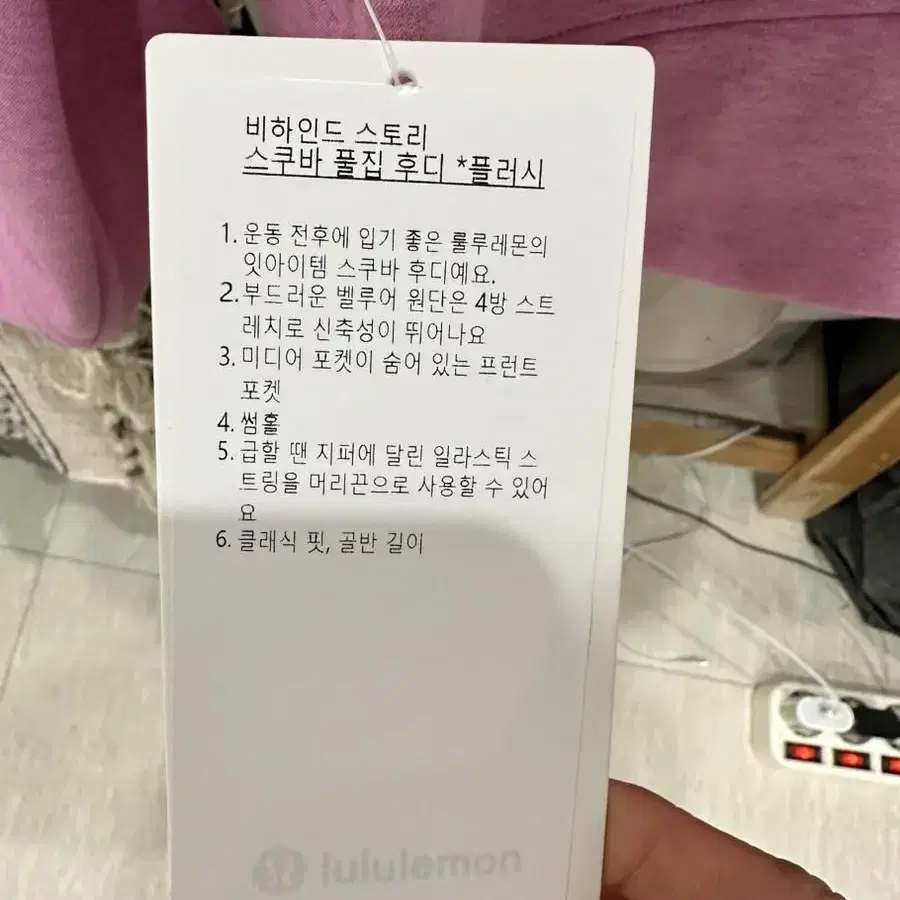 비하인드 스토리
스쿠바 풀집 후디 *플러시
1. 운동 전후에 입기 좋은 룰루레몬의
잇아이템 스쿠바 후디예요.
2. 부드러운 벨루어 원단은 4방 스트
레치로 신축성이 뛰어나요
3. 미디어 포켓이 숨어 있는 프런트
포켓
4. 썸홀
5. 급할 땐 지퍼에 달린 일라스틱 스
트링을 머리끈으로 사용할 수 있어
요
6. 클래식 핏, 골반 길이
lululemon